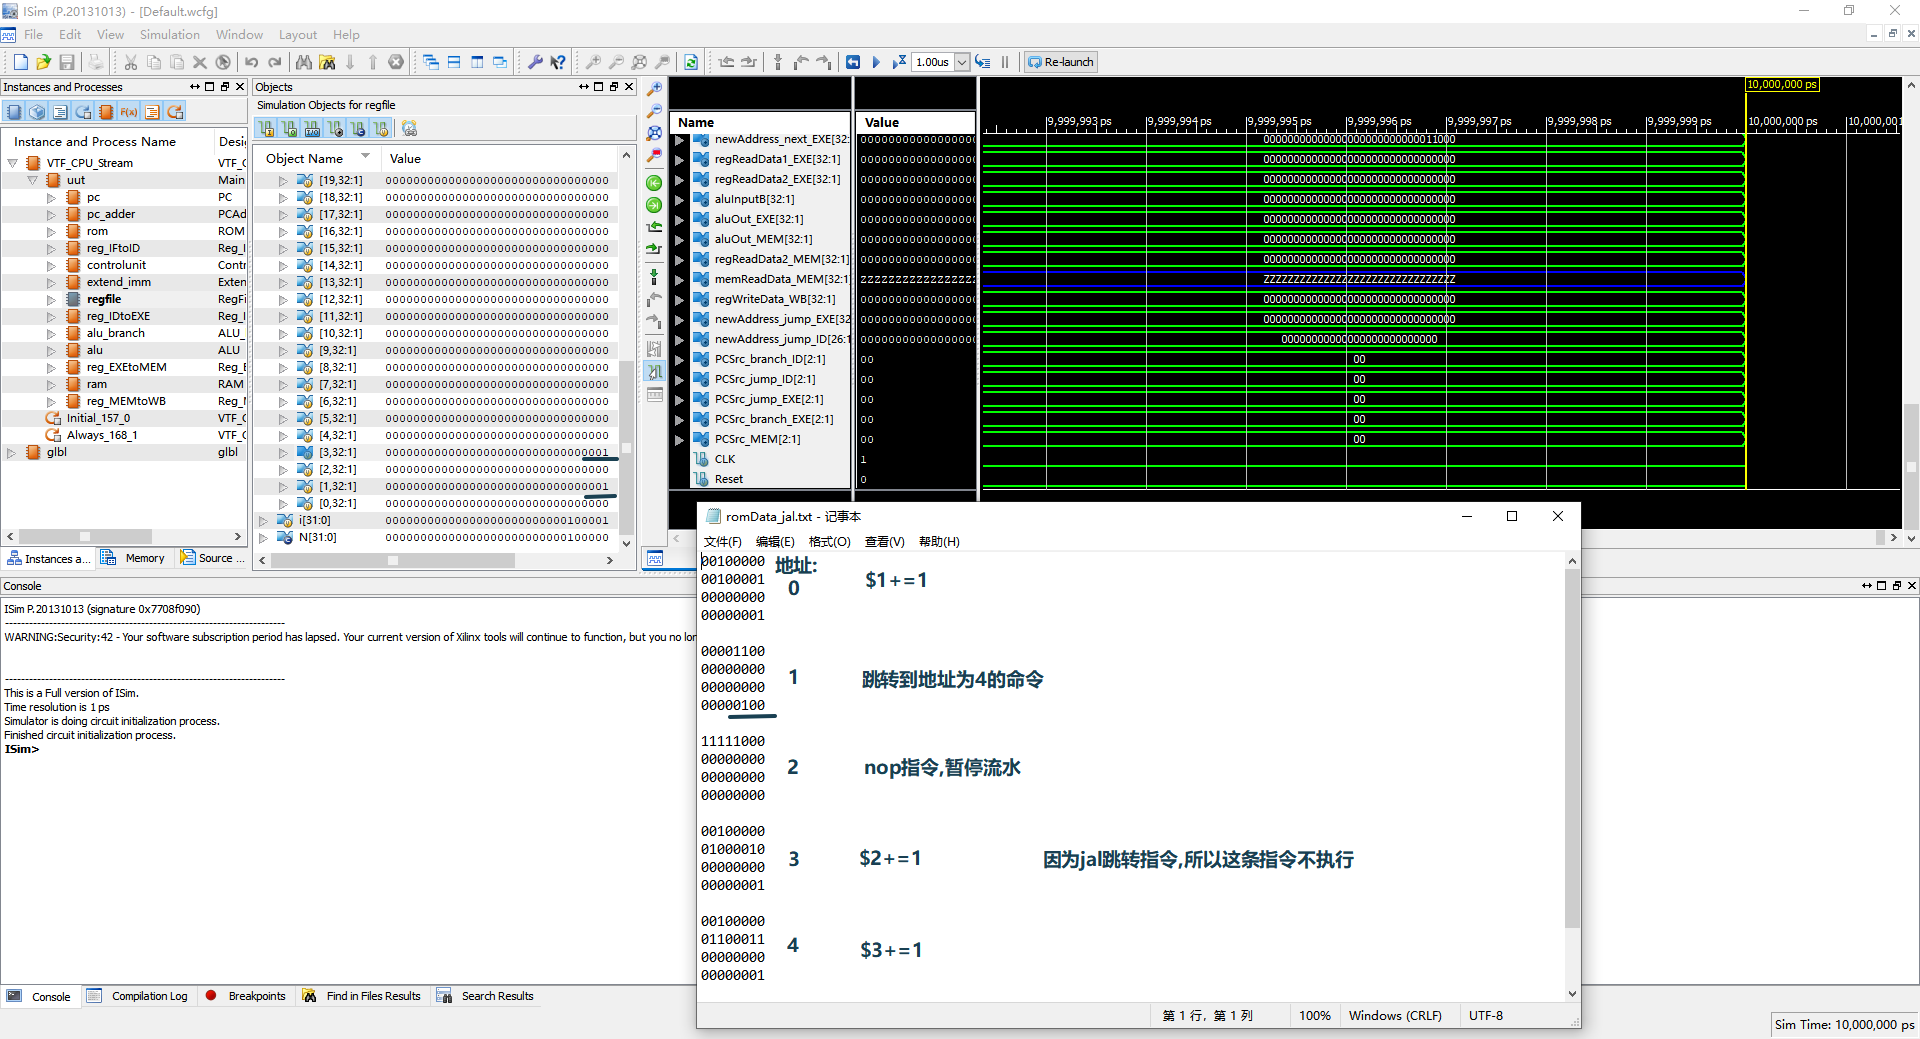 ISim (P.20131013) - [Default.wcfg]
File Edit View Simulation Window Layout Help
1.00us Re-launch
Instances and Processes
Instance and Process Name Desi
VTF_CPU_Stream VTF_C
uut Main
pc PC
pc_adder PCAd
rom ROM
reg_IFtoID Reg_I
controlunit Contr
extend_imm Exten
regfile RegFi
reg_IDtoEXE Reg_I
alu_branch ALU_
alu ALU
reg_EXEtoMEM Reg_E
ram RAM
reg_MEMtoWB Reg_M
Initial_157_0 VTF_C
Always_168_1 VTF_C
glbl glbl
Instances a... Memory Source ...
Objects
Simulation Objects for regfile
Object Name Value
[19,32:1] 00000000000000000000000000000000
[18,32:1] 00000000000000000000000000000000
[17,32:1] 00000000000000000000000000000000
[16,32:1] 00000000000000000000000000000000
[15,32:1] 00000000000000000000000000000000
[14,32:1] 00000000000000000000000000000000
[13,32:1] 00000000000000000000000000000000
[12,32:1] 00000000000000000000000000000000
[11,32:1] 00000000000000000000000000000000
[10,32:1] 00000000000000000000000000000000
[9,32:1] 00000000000000000000000000000000
[8,32:1] 00000000000000000000000000000000
[7,32:1] 00000000000000000000000000000000
[6,32:1] 00000000000000000000000000000000
[5,32:1] 00000000000000000000000000000000
[4,32:1] 00000000000000000000000000000000
[3,32:1] 00000000000000000000000000000001
[2,32:1] 00000000000000000000000000000000
[1,32:1] 00000000000000000000000000000001
[0,32:1] 00000000000000000000000000000000
i[31:0] 00000000000000000000000000100001
N[31:0] 00000000000000000000000000100000
10,000,000 ps
Name Value
9,999,993 ps 9,999,994 ps 9,999,995 ps 9,999,996 ps 9,999,997 ps 9,999,998 ps 9,999,999 ps 10,000,000 ps 10,000,001
newAddress_next_EXE[32: 0000000000000000000 00000000000000000000000000011000
regReadData1_EXE[32:1] 0000000000000000000 00000000000000000000000000000000
regReadData2_EXE[32:1] 0000000000000000000 00000000000000000000000000000000
aluInputB[32:1] 0000000000000000000 00000000000000000000000000000000
aluOut_EXE[32:1] 0000000000000000000 00000000000000000000000000000000
aluOut_MEM[32:1] 0000000000000000000 00000000000000000000000000000000
regReadData2_MEM[32:1] 0000000000000000000 00000000000000000000000000000000
memReadData_MEM[32:1 ZZZZZZZZZZZZZZZZZZZ ZZZZZZZZZZZZZZZZZZZZZZZZZZZZZZZZ
regWriteData_WB[32:1] 0000000000000000000 00000000000000000000000000000000
newAddress_jump_EXE[32 0000000000000000000 00000000000000000000000000000000
newAddress_jump_ID[26:1 0000000000000000000 00000000000000000000000000
PCSrc_branch_ID[2:1] 00 00
PCSrc_jump_ID[2:1] 00 00
PCSrc_jump_EXE[2:1] 00 00
PCSrc_branch_EXE[2:1] 00 00
PCSrc_MEM[2:1] 00 00
CLK 1
Reset 0
Console
ISim P.20131013 (signature 0x7708f090)
WARNING:Security:42 - Your software subscription period has lapsed. Your current version of Xilinx tools will continue to function, but you no lon
This is a Full version of ISim.
Time resolution is 1 ps
Simulator is doing circuit initialization process.
Finished circuit initialization process.
ISim>
Console Compilation Log Breakpoints Find in Files Results Search Results
romData_jal.txt - 记事本
文件(F) 编辑(E) 格式(O) 查看(V) 帮助(H)
地址:
00100000
00100001
00000000
00000001
0 $1+=1
00001100
00000000
00000000
00000100
1 跳转到地址为4的命令
11111000
00000000
00000000
00000000
2 nop指令,暂停流水
00100000
01000010
00000000
00000001
3 $2+=1 因为jal跳转指令,所以这条指令不执行
00100000
01100011
00000000
00000001
4 $3+=1
第 1 行，第 1 列 100% Windows (CRLF) UTF-8
Sim Time: 10,000,000 ps